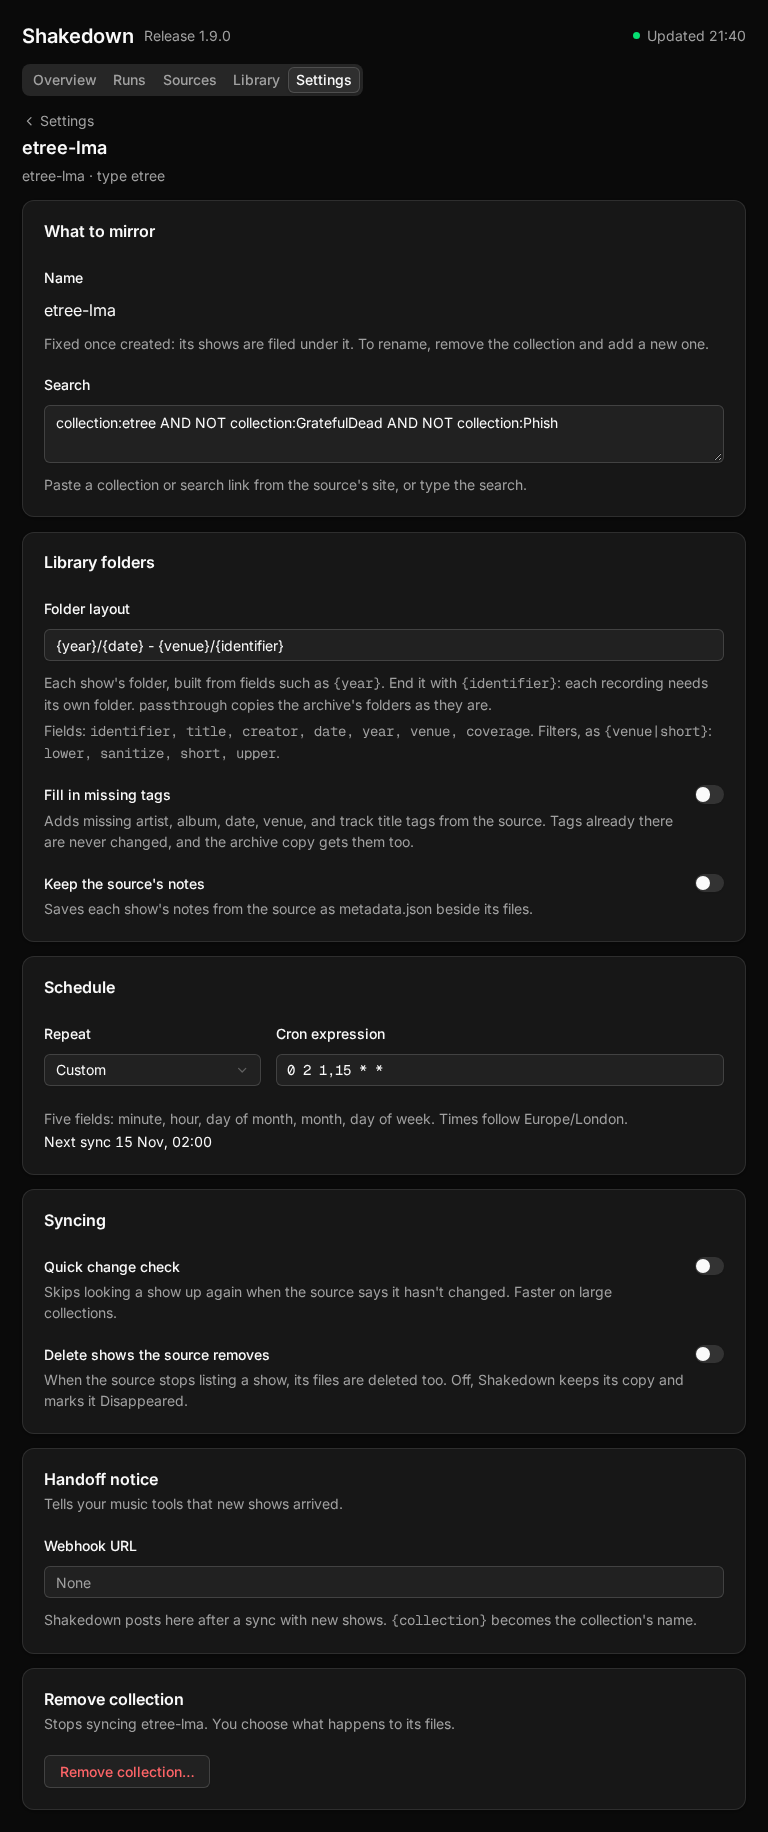 Shakedown Release 1.9.0 Updated 21:40
Overview Runs Sources Library Settings
Settings
etree-lma
etree-lma · type etree
What to mirror
Name
etree-lma
Fixed once created: its shows are filed under it. To rename, remove the collection and add a new one.
Search
collection:etree AND NOT collection:GratefulDead AND NOT collection:Phish
Paste a collection or search link from the source's site, or type the search.
Library folders
Folder layout
{year}/{date} - {venue}/{identifier}
Each show's folder, built from fields such as {year}. End it with {identifier}: each recording needs
its own folder. passthrough copies the archive's folders as they are.
Fields: identifier, title, creator, date, year, venue, coverage. Filters, as {venue|short}:
lower, sanitize, short, upper.
Fill in missing tags
Adds missing artist, album, date, venue, and track title tags from the source. Tags already there
are never changed, and the archive copy gets them too.
Keep the source's notes
Saves each show's notes from the source as metadata.json beside its files.
Schedule
Repeat Cron expression
Custom 0 2 1,15 * *
Five fields: minute, hour, day of month, month, day of week. Times follow Europe/London.
Next sync 15 Nov, 02:00
Syncing
Quick change check
Skips looking a show up again when the source says it hasn't changed. Faster on large
collections.
Delete shows the source removes
When the source stops listing a show, its files are deleted too. Off, Shakedown keeps its copy and
marks it Disappeared.
Handoff notice
Tells your music tools that new shows arrived.
Webhook URL
None
Shakedown posts here after a sync with new shows. {collection} becomes the collection's name.
Remove collection
Stops syncing etree-lma. You choose what happens to its files.
Remove collection...